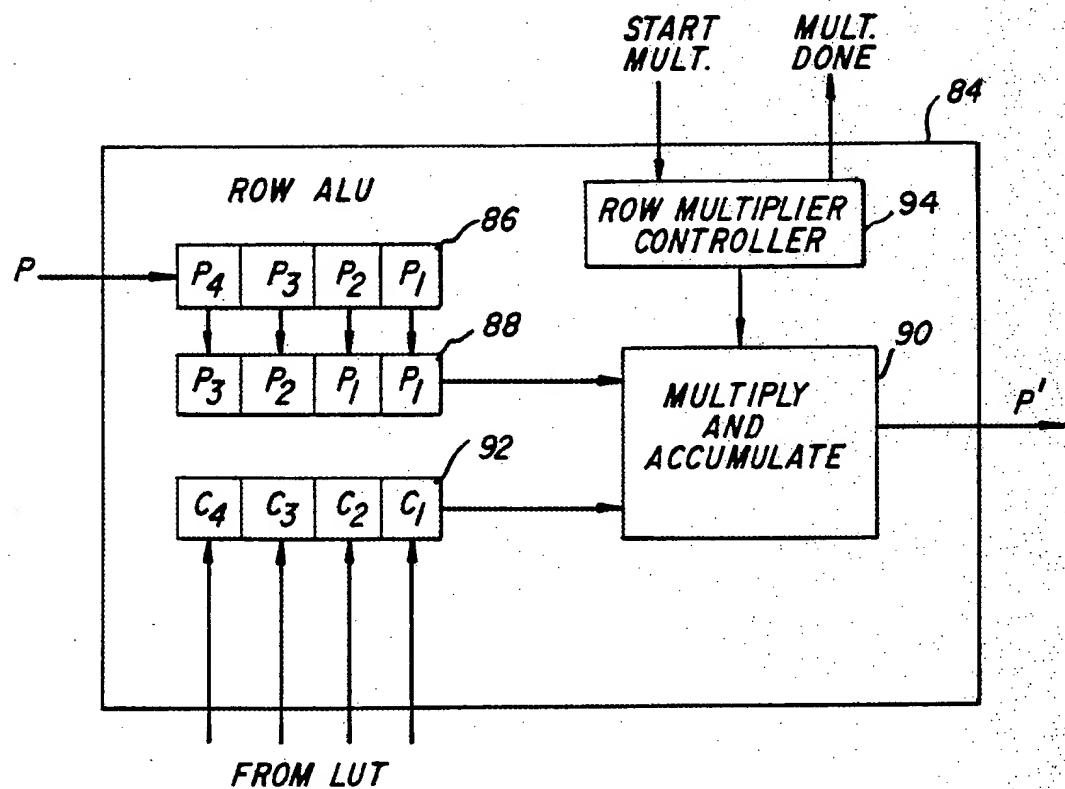 START MULT.
MULT. DONE
84
ROW ALU
ROW MULTIPLIER
CONTROLLER
94
86
P
P4 P3 P2 P1
88
P3 P2 P1 P1
90
MULTIPLY
AND
ACCUMULATE
P'
92
C4 C3 C2 C1
FROM LUT